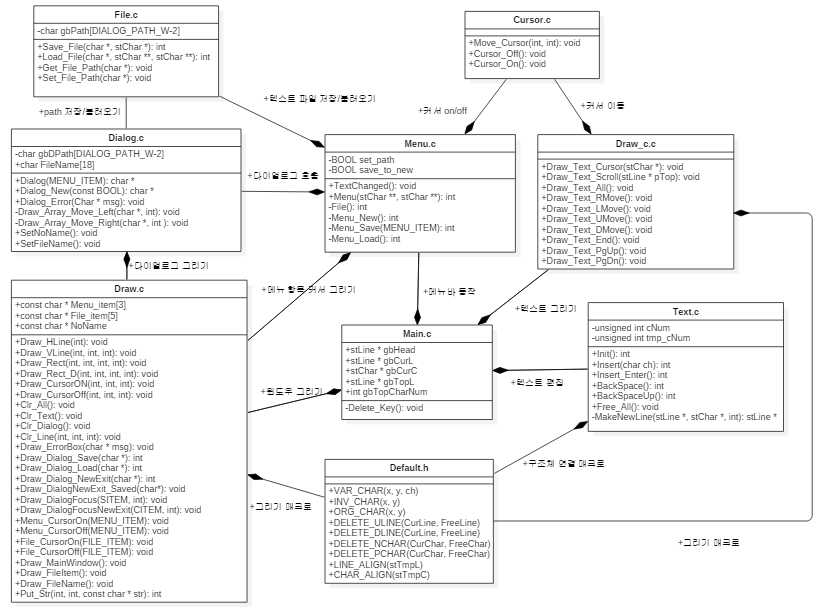 File.c
-char gbPath[DIALOG_PATH_W-2]
+Save_File(char *, stChar *): int
+Load_File(char *, stChar **, stChar **): int
+Get_File_Path(char *): void
+Set_File_Path(char *): void
Cursor.c
+Move_Cursor(int, int): void
+Cursor_Off(): void
+Cursor_On(): void
+path 저장/불러오기
+텍스트 파일 저장/불러오기
+커서 on/off
+커서 이동
Dialog.c
-char gbDPath[DIALOG_PATH_W-2]
+char FileName[18]
+Dialog(MENU_ITEM): char *
+Dialog_New(const BOOL): char *
+Dialog_Error(Char * msg): void
-Draw_Array_Move_Left(char *, int): void
-Draw_Array_Move_Right(char *, int ): void
+SetNoName(): void
+SetFileName(): void
+다이얼로그 호출
Menu.c
-BOOL set_path
-BOOL save_to_new
+TextChanged(): void
+Menu(stChar **, stChar **): int
-File(): int
-Menu_New(): int
-Menu_Save(MENU_ITEM): int
-Menu_Load(): int
Draw_c.c
+Draw_Text_Cursor(stChar *): void
+Draw_Text_Scroll(stLine * pTop): void
+Draw_Text_All(): void
+Draw_Text_RMove(): void
+Draw_Text_LMove(): void
+Draw_Text_UMove(): void
+Draw_Text_DMove(): void
+Draw_Text_End(): void
+Draw_Text_PgUp(): void
+Draw_Text_PgDn(): void
+다이얼로그 그리기
+메뉴 항목 커서 그리기
+메뉴 바 동작
+텍스트 그리기
Draw.c
+const char * Menu_item[3]
+const char * File_item[5]
+const char * NoName
+Draw_HLine(int): void
+Draw_VLine(int, int, int): void
+Draw_Rect(int, int, int, int): void
+Draw_Rect_D(int, int, int, int): void
+Draw_CursorON(int, int, int): void
+Draw_CursorOff(int, int, int): void
+Clr_All(): void
+Clr_Text(): void
+Clr_Dialog(): void
+Clr_Line(int, int, int): void
+Draw_ErrorBox(char * msg): void
+Draw_Dialog_Save(char *): int
+Draw_Dialog_Load(char *): int
+Draw_Dialog_NewExit(char *): int
+Draw_DialogNewExit_Saved(char*): void
+Draw_DialogFocus(SITEM, int): void
+Draw_DialogFocusNewExit(CITEM, int): void
+Menu_CursorOn(MENU_ITEM): void
+Menu_CursorOff(MENU_ITEM): void
+File_CursorOn(FILE_ITEM): void
+File_CursorOff(FILE_ITEM): void
+Draw_MainWindow(): void
+Draw_FileItem(): void
+Draw_FileName(): void
+Put_Str(int, int, const char * str): int
+윈도우 그리기
Main.c
+stLine * gbHead
+stLine * gbCurL
+stChar * gbCurC
+stLine * gbTopL
+int gbTopCharNum
-Delete_Key(): void
+텍스트 편집
Text.c
-unsigned int cNum
-unsigned int tmp_cNum
+Init(): int
+Insert(char ch): int
+Insert_Enter(): int
+BackSpace(): int
+BackSpaceUp(): int
+Free_All(): void
-MakeNewLine(stLine *, stChar *, int): stLine *
+구조체 연결 매크로
+그리기 매크로
Default.h
+VAR_CHAR(x, y, ch)
+INV_CHAR(x, y)
+ORG_CHAR(x, y)
+DELETE_ULINE(CurLine, FreeLine)
+DELETE_DLINE(CurLine, FreeLine)
+DELETE_NCHAR(CurChar, FreeChar)
+DELETE_PCHAR(CurChar, FreeChar)
+LINE_ALIGN(stTmpL)
+CHAR_ALIGN(stTmpC)
+그리기 매크로